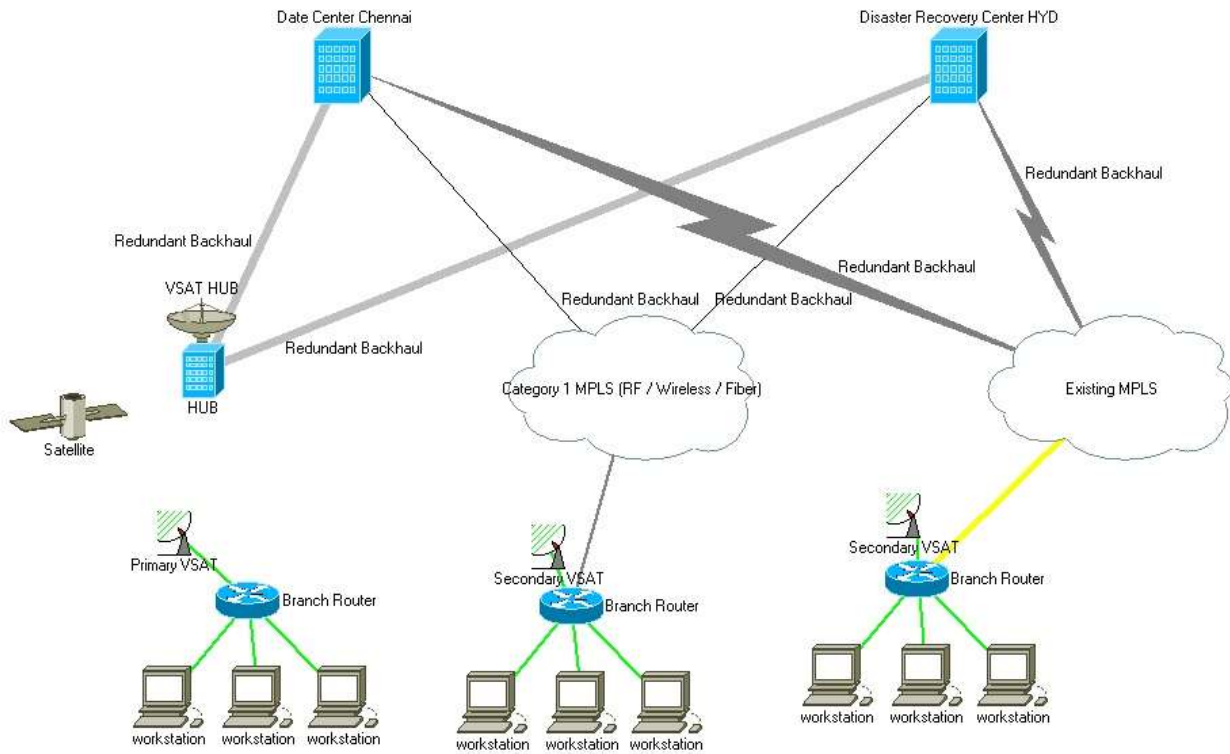 Date Center Chennai
Disaster Recovery Center HYD
Redundant Backhaul
Redundant Backhaul
VSAT HUB
Redundant Backhaul
Redundant Backhaul
Redundant Backhaul
Redundant Backhaul
HUB
Category 1 MPLS (RF / Wireless / Fiber)
Existing MPLS
Satellite
Primary VSAT
Secondary VSAT
Secondary VSAT
Branch Router
Branch Router
Branch Router
workstation
workstation
workstation
workstation
workstation
workstation
workstation
workstation
workstation